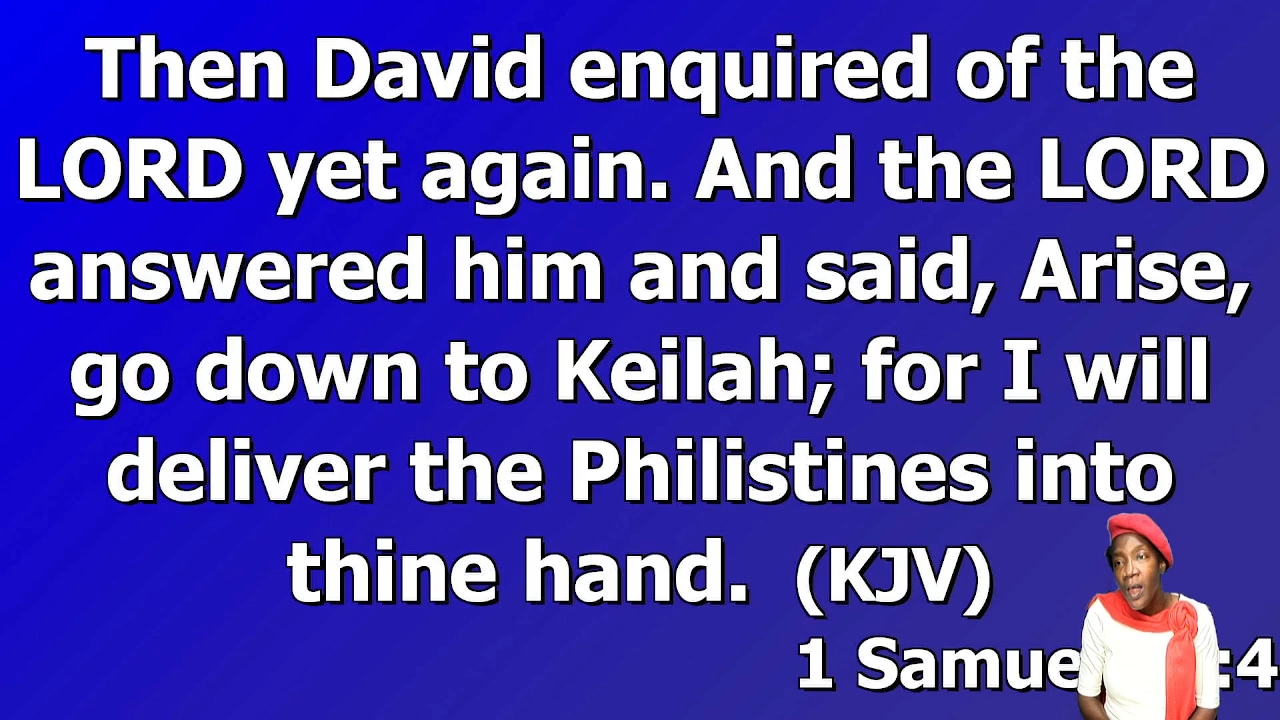 Then David enquired of the
LORD yet again. And the LORD
answered him and said, Arise,
go down to Keilah; for I will
deliver the Philistines into
thine hand. (KJV)
1 :4